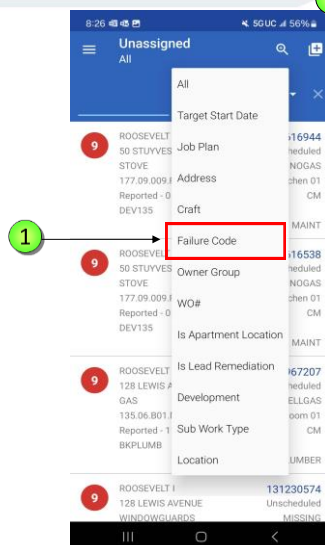 8:26
5GUC 56%
Unassigned
All
All
Target Start Date
Job Plan
Address
Craft
Failure Code
Owner Group
WO#
Is Apartment Location
Is Lead Remediation
Development
Sub Work Type
Location
1
9
ROOSEVELT
16944
50 STUYVES
heduled
STOVE
NOGAS
177.09.009.
chen 01
Reported - 0
CM
DEV135
MAINT
9
ROOSEVEL
16538
50 STUYVES
heduled
STOVE
NOGAS
177.09.009.
chen 01
Reported - 0
CM
DEV135
MAINT
9
ROOSEVELT
67207
128 LEWIS A
heduled
GAS
ELLGAS
135.06.B01.
oom 01
Reported - 1
CM
BKPLUMB
UMBER
9
ROOSEVELT I
131230574
128 LEWIS AVENUE
Unscheduled
WINDOWGUARDS
MISSING